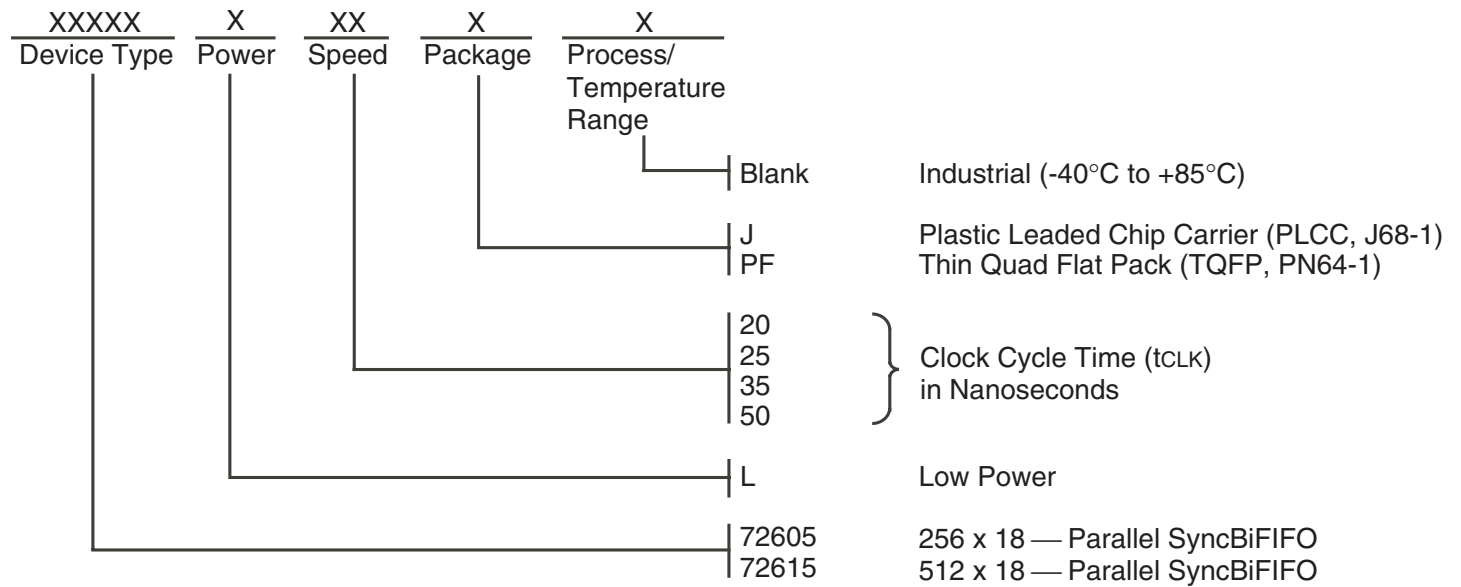 XXXXX X XX X X
Device Type Power Speed Package Process/
Temperature
Range
Blank Industrial (-40°C to +85°C)
J Plastic Leaded Chip Carrier (PLCC, J68-1)
PF Thin Quad Flat Pack (TQFP, PN64-1)
20
25
35
50
Clock Cycle Time (tCLK)
in Nanoseconds
L Low Power
72605 256 x 18 — Parallel SyncBiFIFO
72615 512 x 18 — Parallel SyncBiFIFO